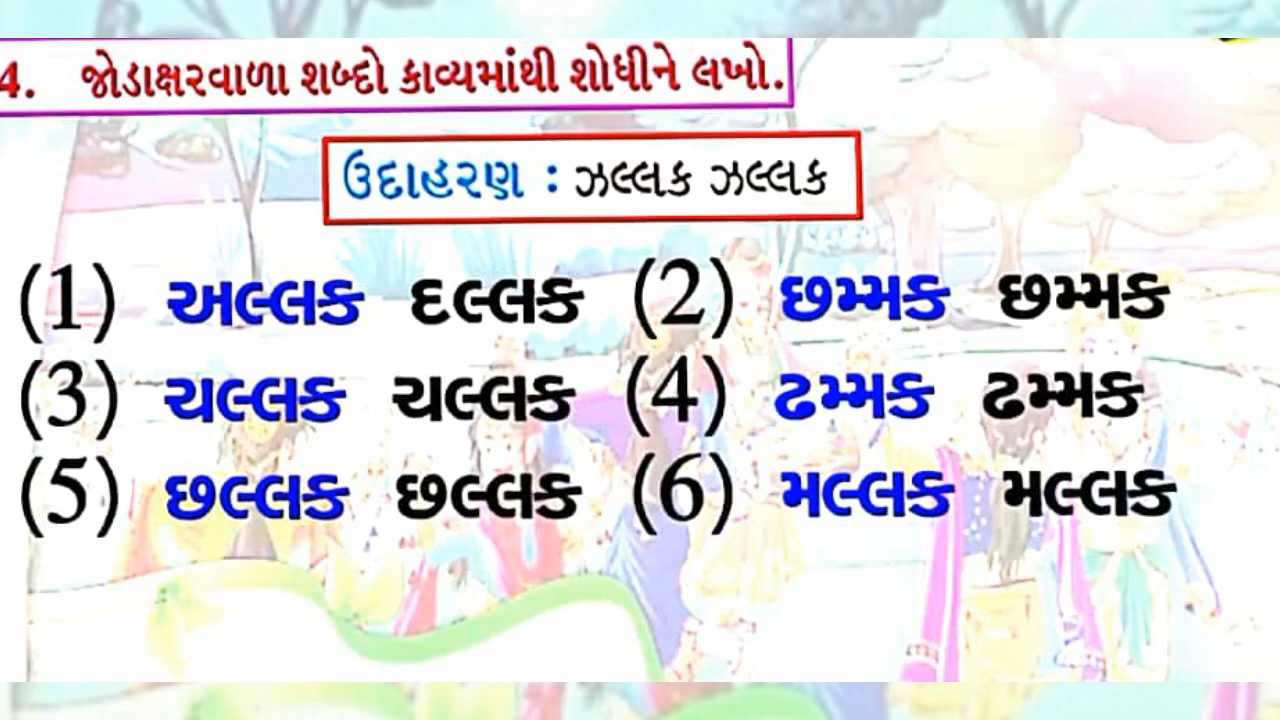 4. જોડાક્ષરવાળા શબ્દો કાવ્યમાંથી શોધીને લખો.
ઉદાહરણ : ઝલ્લક ઝલ્લક
(1) અલ્લક દલ્લક (2) છમ્મક છમ્મક
(3) ચલ્લક ચલ્લક (4) ઢમ્મક ઢમ્મક
(5) છલ્લક છલ્લક (6) મલ્લક મલ્લક